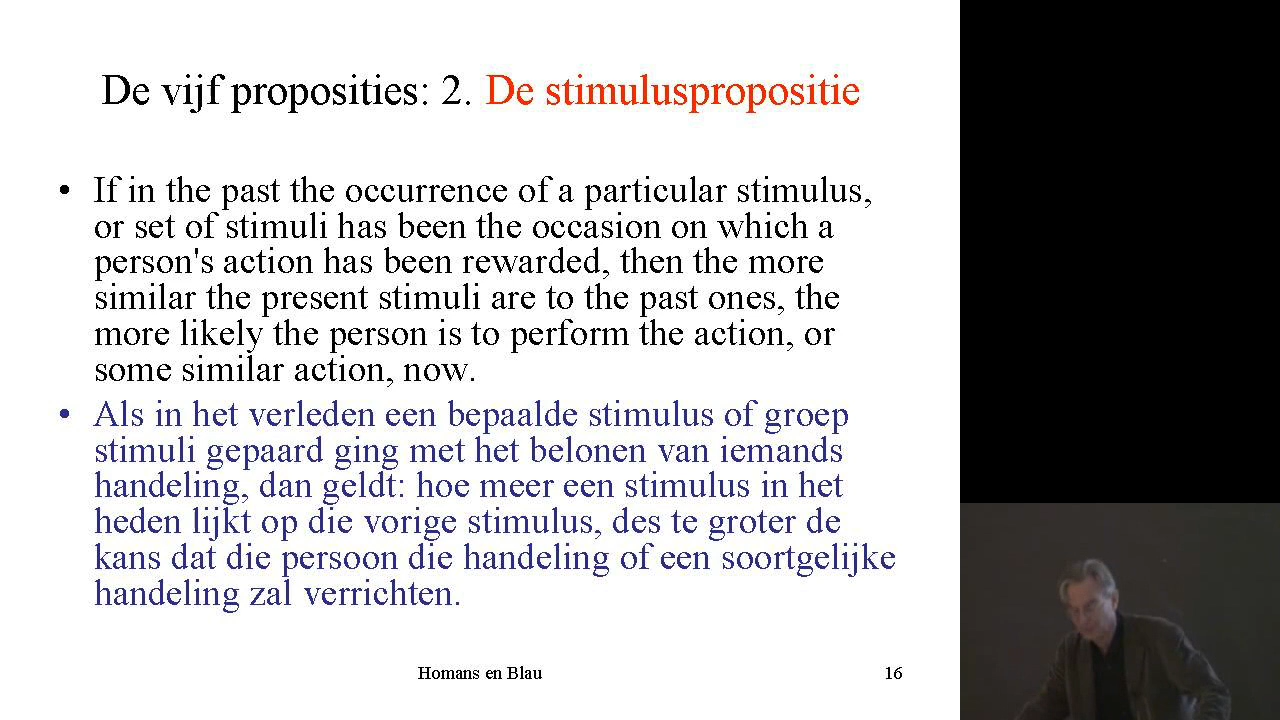 De vijf proposities: 2. De stimuluspropositie
• If in the past the occurrence of a particular stimulus,
or set of stimuli has been the occasion on which a
person's action has been rewarded, then the more
similar the present stimuli are to the past ones, the
more likely the person is to perform the action, or
some similar action, now.
• Als in het verleden een bepaalde stimulus of groep
stimuli gepaard ging met het belonen van iemands
handeling, dan geldt: hoe meer een stimulus in het
heden lijkt op die vorige stimulus, des te groter de
kans dat die persoon die handeling of een soortgelijke
handeling zal verrichten.
Homans en Blau
16